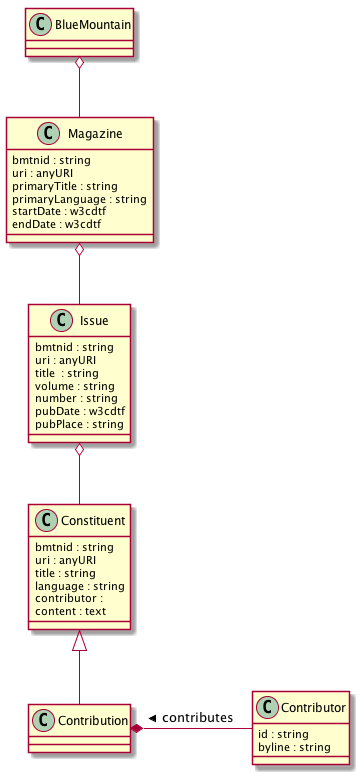 C BlueMountain
C Magazine
bmtnid : string
uri : anyURI
primaryTitle : string
primaryLanguage : string
startDate : w3cdtf
endDate : w3cdtf
C Issue
bmtnid : string
uri : anyURI
title  : string
volume : string
number : string
pubDate : w3cdtf
pubPlace : string
C Constituent
bmtnid : string
uri : anyURI
title : string
language : string
contributor :
content : text
C Contribution
◄ contributes
C Contributor
id : string
byline : string